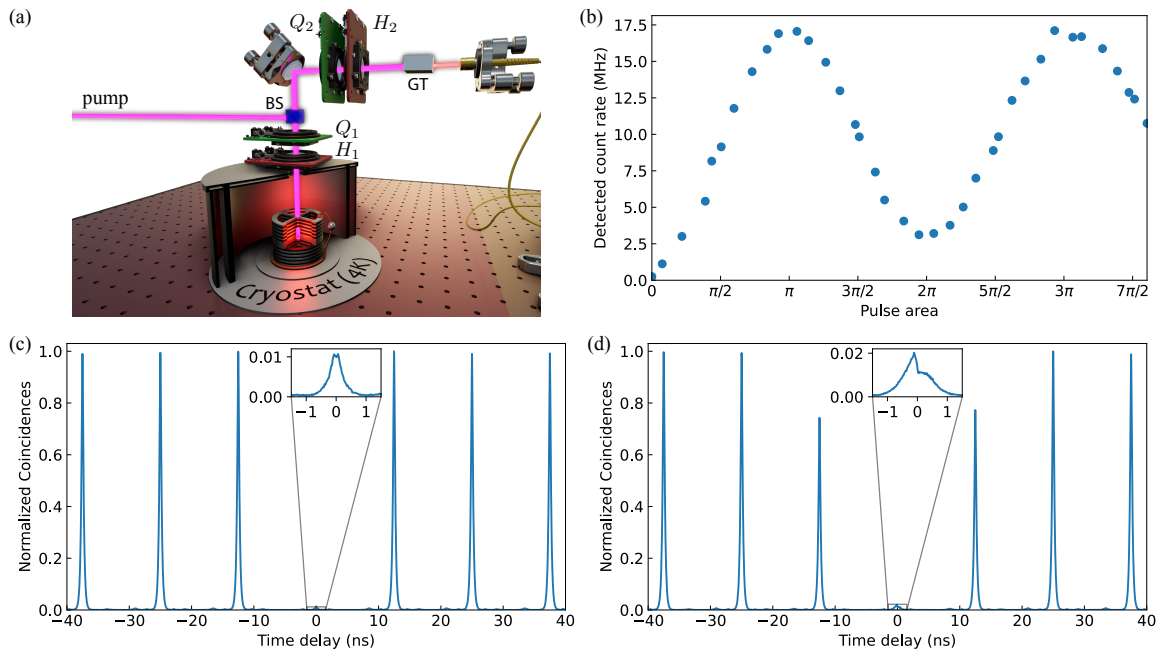 (a)
pump
BS
Q₂
H₂
GT
Q₁
H₁
Cryostat (4K)
(b)
Detected count rate (MHz)
17.5
15.0
12.5
10.0
7.5
5.0
2.5
0.0
0 π/2 π 3π/2 2π 5π/2 3π 7π/2
Pulse area
(c)
Normalized Coincidences
1.0
0.8
0.6
0.4
0.2
0.0
0.01
0.00
−1 0 1
−40 −30 −20 −10 0 10 20 30 40
Time delay (ns)
(d)
Normalized Coincidences
1.0
0.8
0.6
0.4
0.2
0.0
0.02
0.00
−1 0 1
−40 −30 −20 −10 0 10 20 30 40
Time delay (ns)